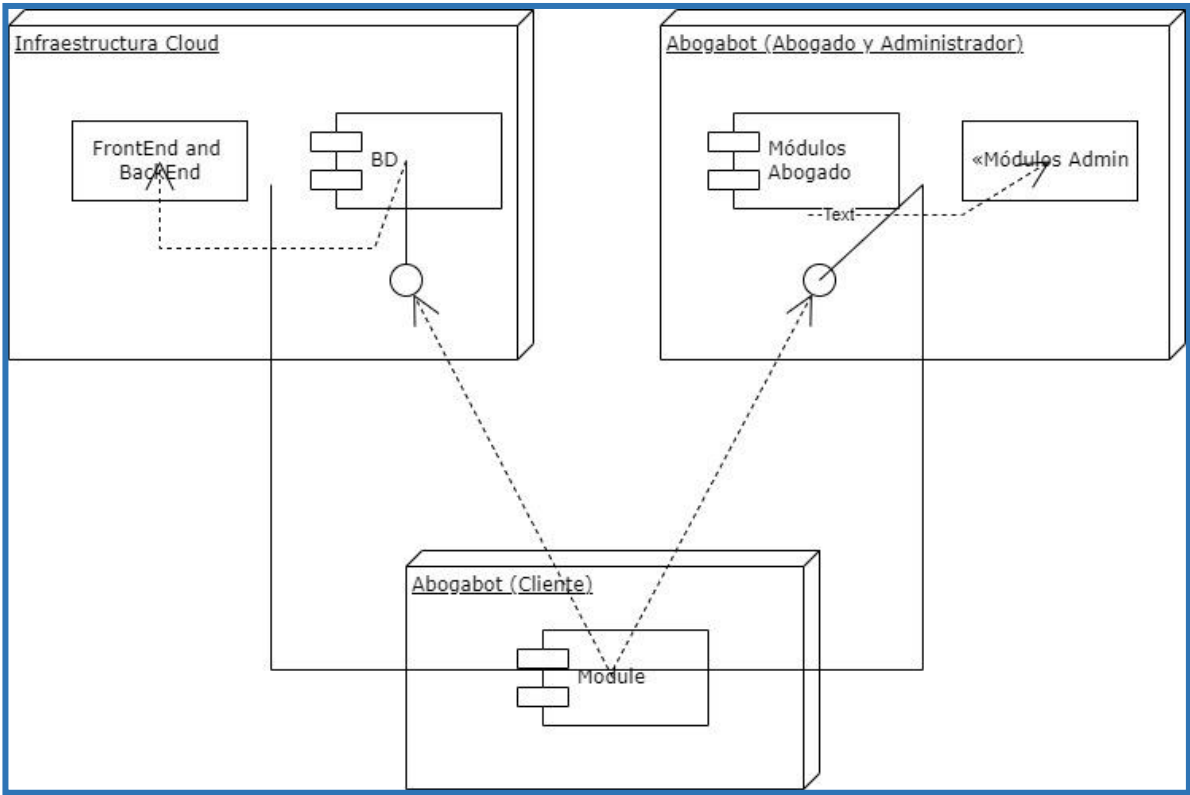 Infraestructura Cloud
FrontEnd and
BackEnd
BD
Abogabot (Abogado y Administrador)
Módulos
Abogado
«Módulos Admin
Text
Abogabot (Cliente)
Module